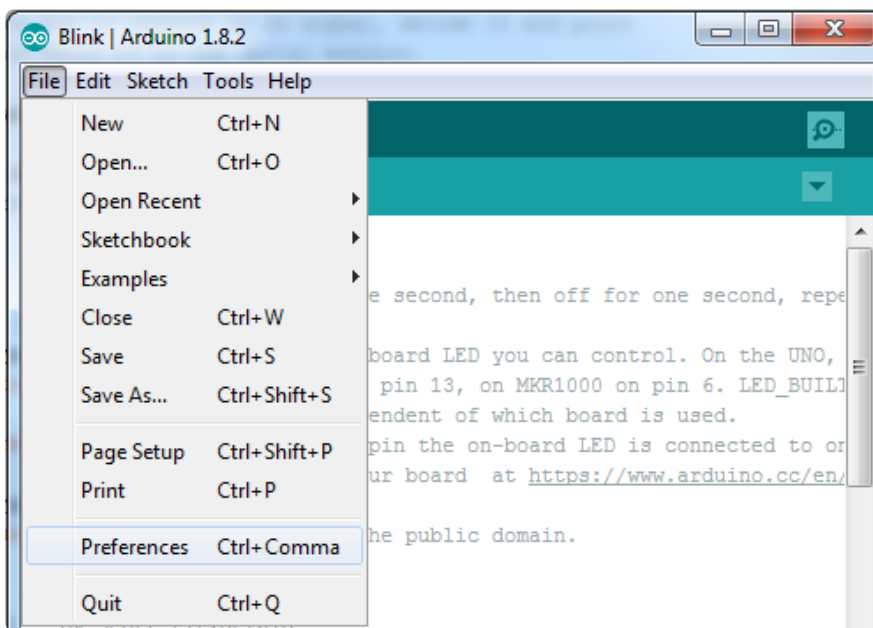 Blink | Arduino 1.8.2
File Edit Sketch Tools Help
New Ctrl+N
Open... Ctrl+O
Open Recent
Sketchbook
Examples
Close Ctrl+W
Save Ctrl+S
Save As... Ctrl+Shift+S
Page Setup Ctrl+Shift+P
Print Ctrl+P
Preferences Ctrl+Comma
Quit Ctrl+Q
e second, then off for one second, repe
board LED you can control. On the UNO,
pin 13, on MKR1000 on pin 6. LED_BUILT
endent of which board is used.
pin the on-board LED is connected to on
ur board at https://www.arduino.cc/en/
he public domain.